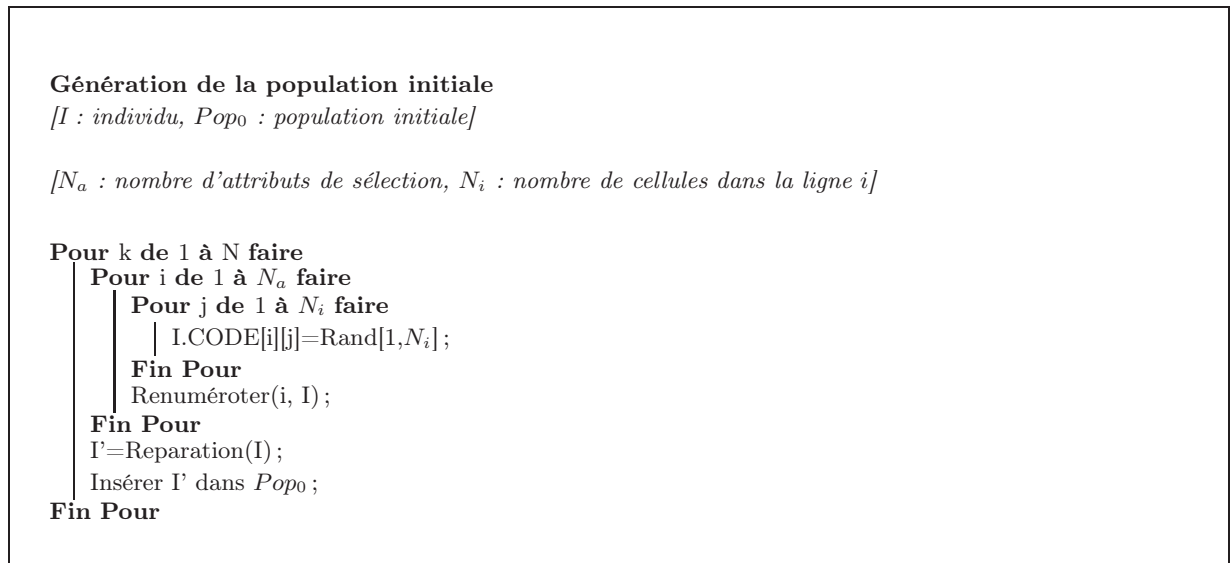 Génération de la population initiale
[I : individu, Pop₀ : population initiale]
[Nₐ : nombre d'attributs de sélection, Nᵢ : nombre de cellules dans la ligne i]
Pour k de 1 à N faire
Pour i de 1 à Nₐ faire
Pour j de 1 à Nᵢ faire
I.CODE[i][j]=Rand[1,Nᵢ] ;
Fin Pour
Renuméroter(i, I) ;
Fin Pour
I'=Reparation(I) ;
Insérer I' dans Pop₀ ;
Fin Pour